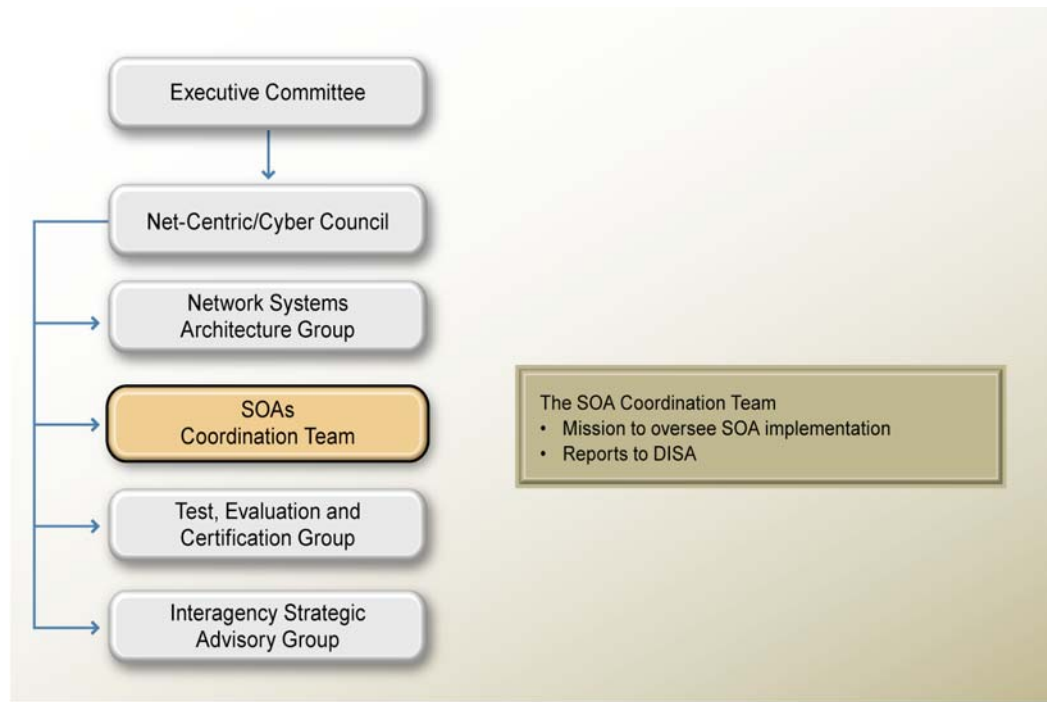 Executive Committee
Net-Centric/Cyber Council
Network Systems
Architecture Group
SOAs
Coordination Team
Test, Evaluation and
Certification Group
Interagency Strategic
Advisory Group
The SOA Coordination Team
• Mission to oversee SOA implementation
• Reports to DISA